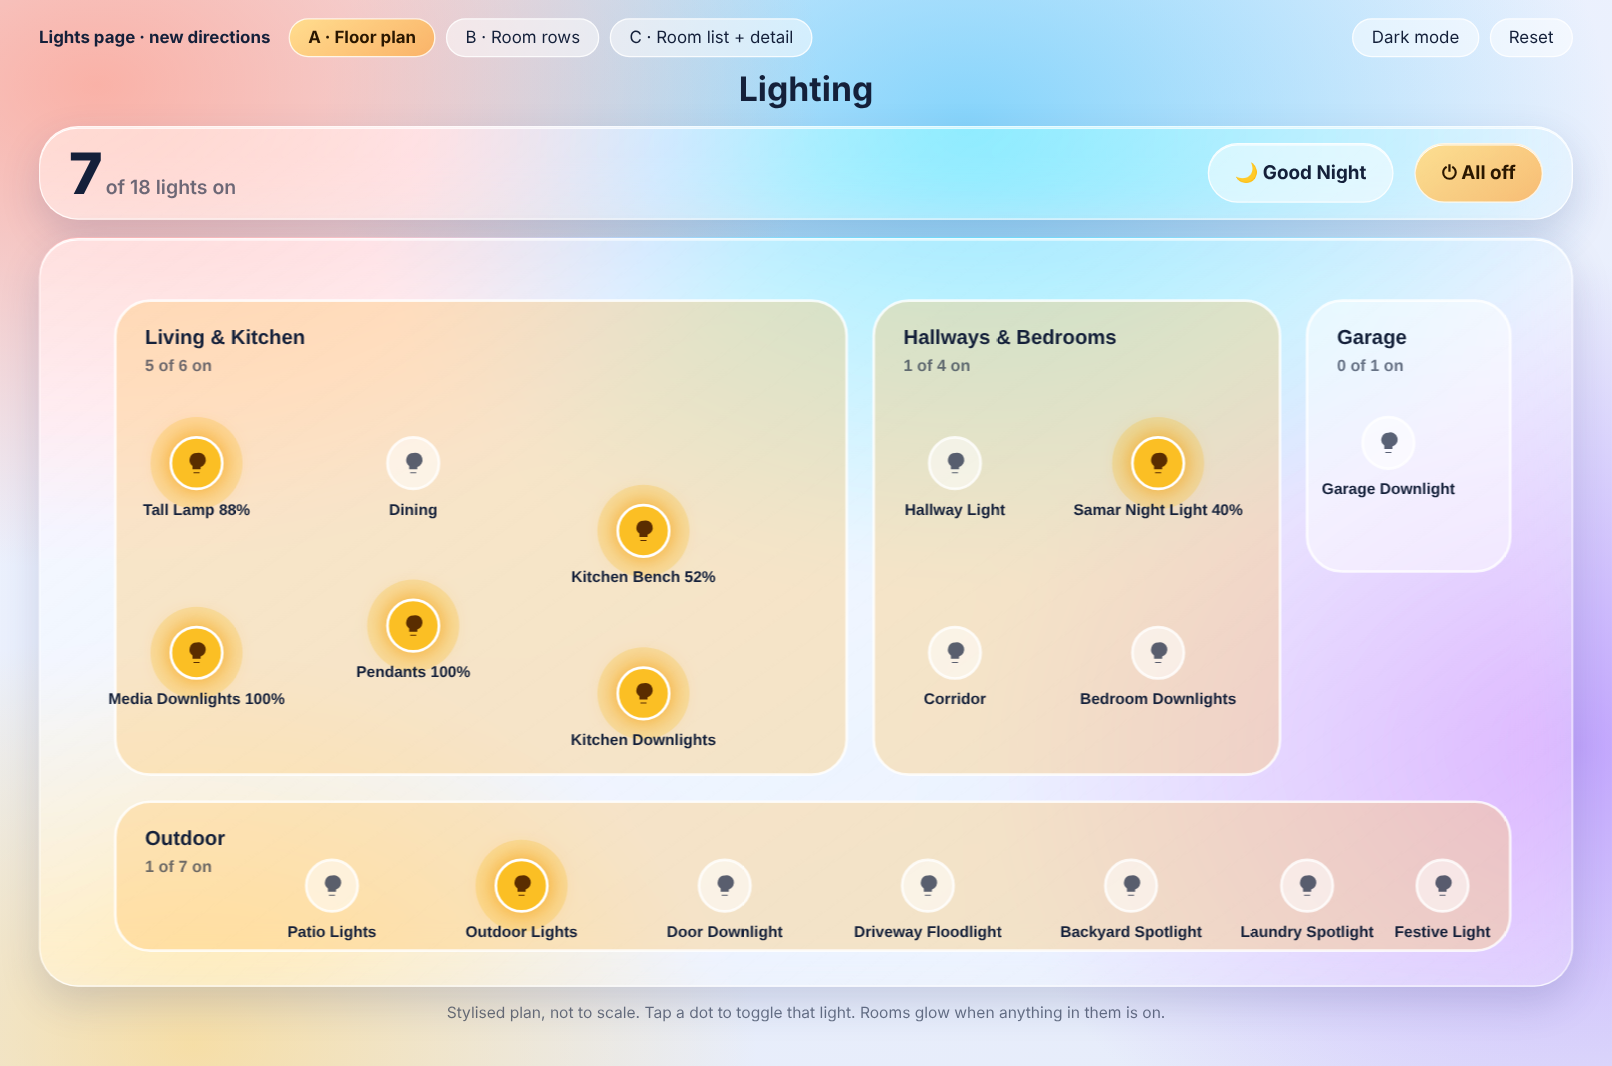 Lights page · new directions
A · Floor plan
B · Room rows
C · Room list + detail
Dark mode
Reset
Lighting
7 of 18 lights on
🌙 Good Night
⏻ All off
Living & Kitchen
5 of 6 on
Tall Lamp 88%
Dining
Kitchen Bench 52%
Media Downlights 100%
Pendants 100%
Kitchen Downlights
Hallways & Bedrooms
1 of 4 on
Hallway Light
Samar Night Light 40%
Corridor
Bedroom Downlights
Garage
0 of 1 on
Garage Downlight
Outdoor
1 of 7 on
Patio Lights
Outdoor Lights
Door Downlight
Driveway Floodlight
Backyard Spotlight
Laundry Spotlight
Festive Light
Stylised plan, not to scale. Tap a dot to toggle that light. Rooms glow when anything in them is on.